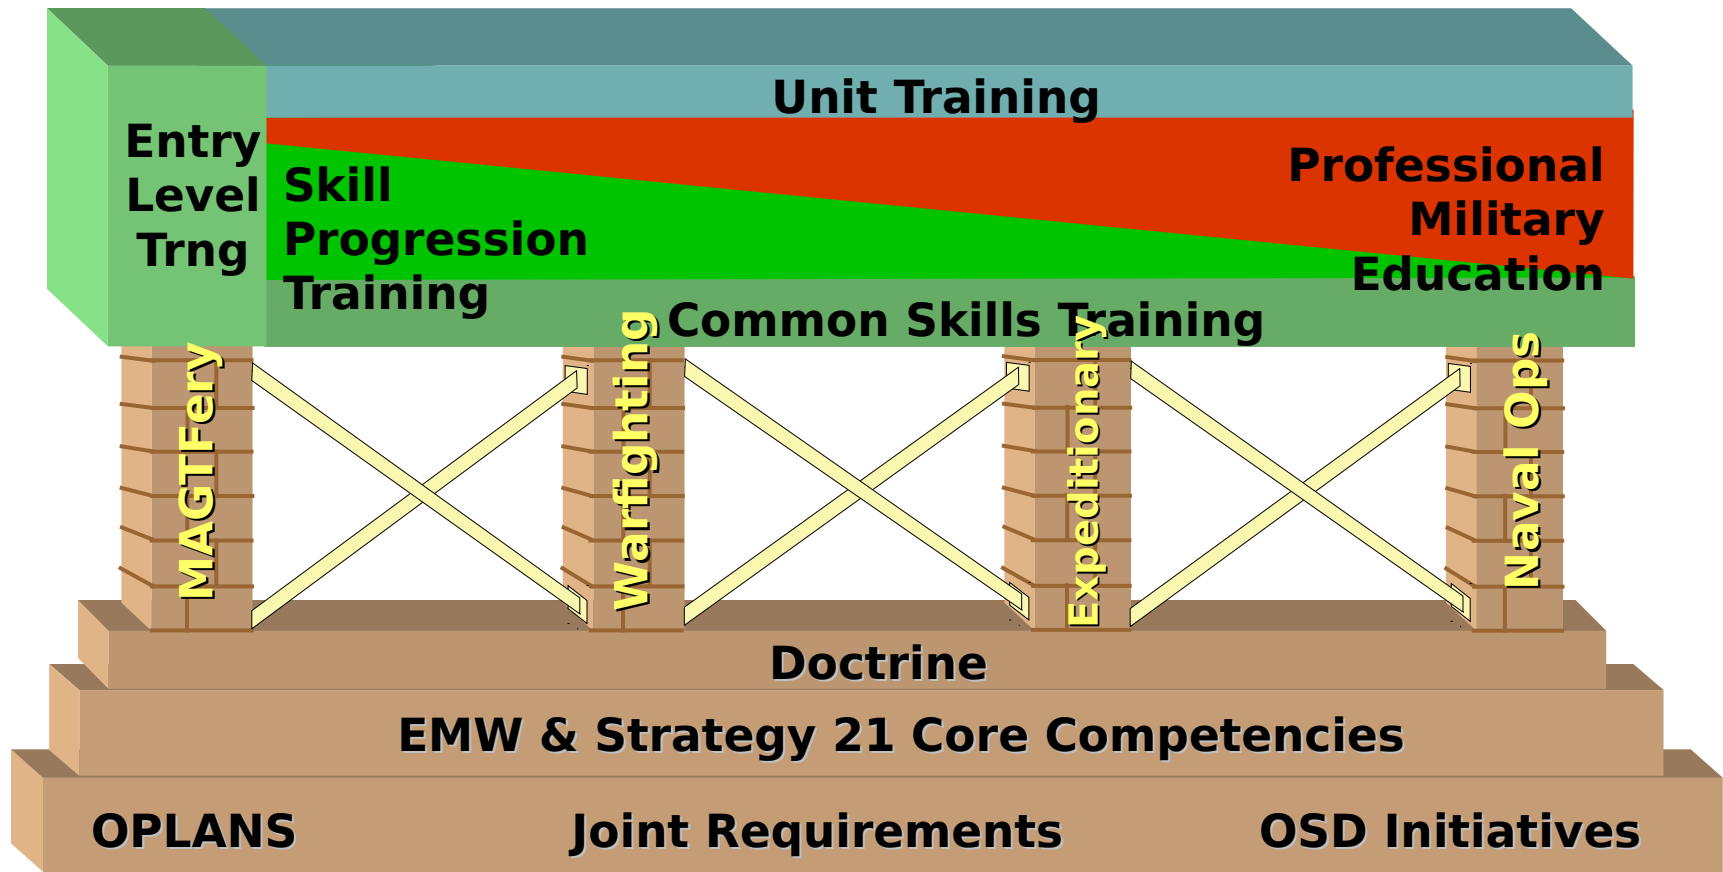 Unit Training
Entry
Level
Trng
Skill
Progression
Training
Professional
Military
Education
Common Skills Training
MAGTFery
Warfighting
Expeditionary
Naval Ops
Doctrine
EMW & Strategy 21 Core Competencies
OPLANS
Joint Requirements
OSD Initiatives